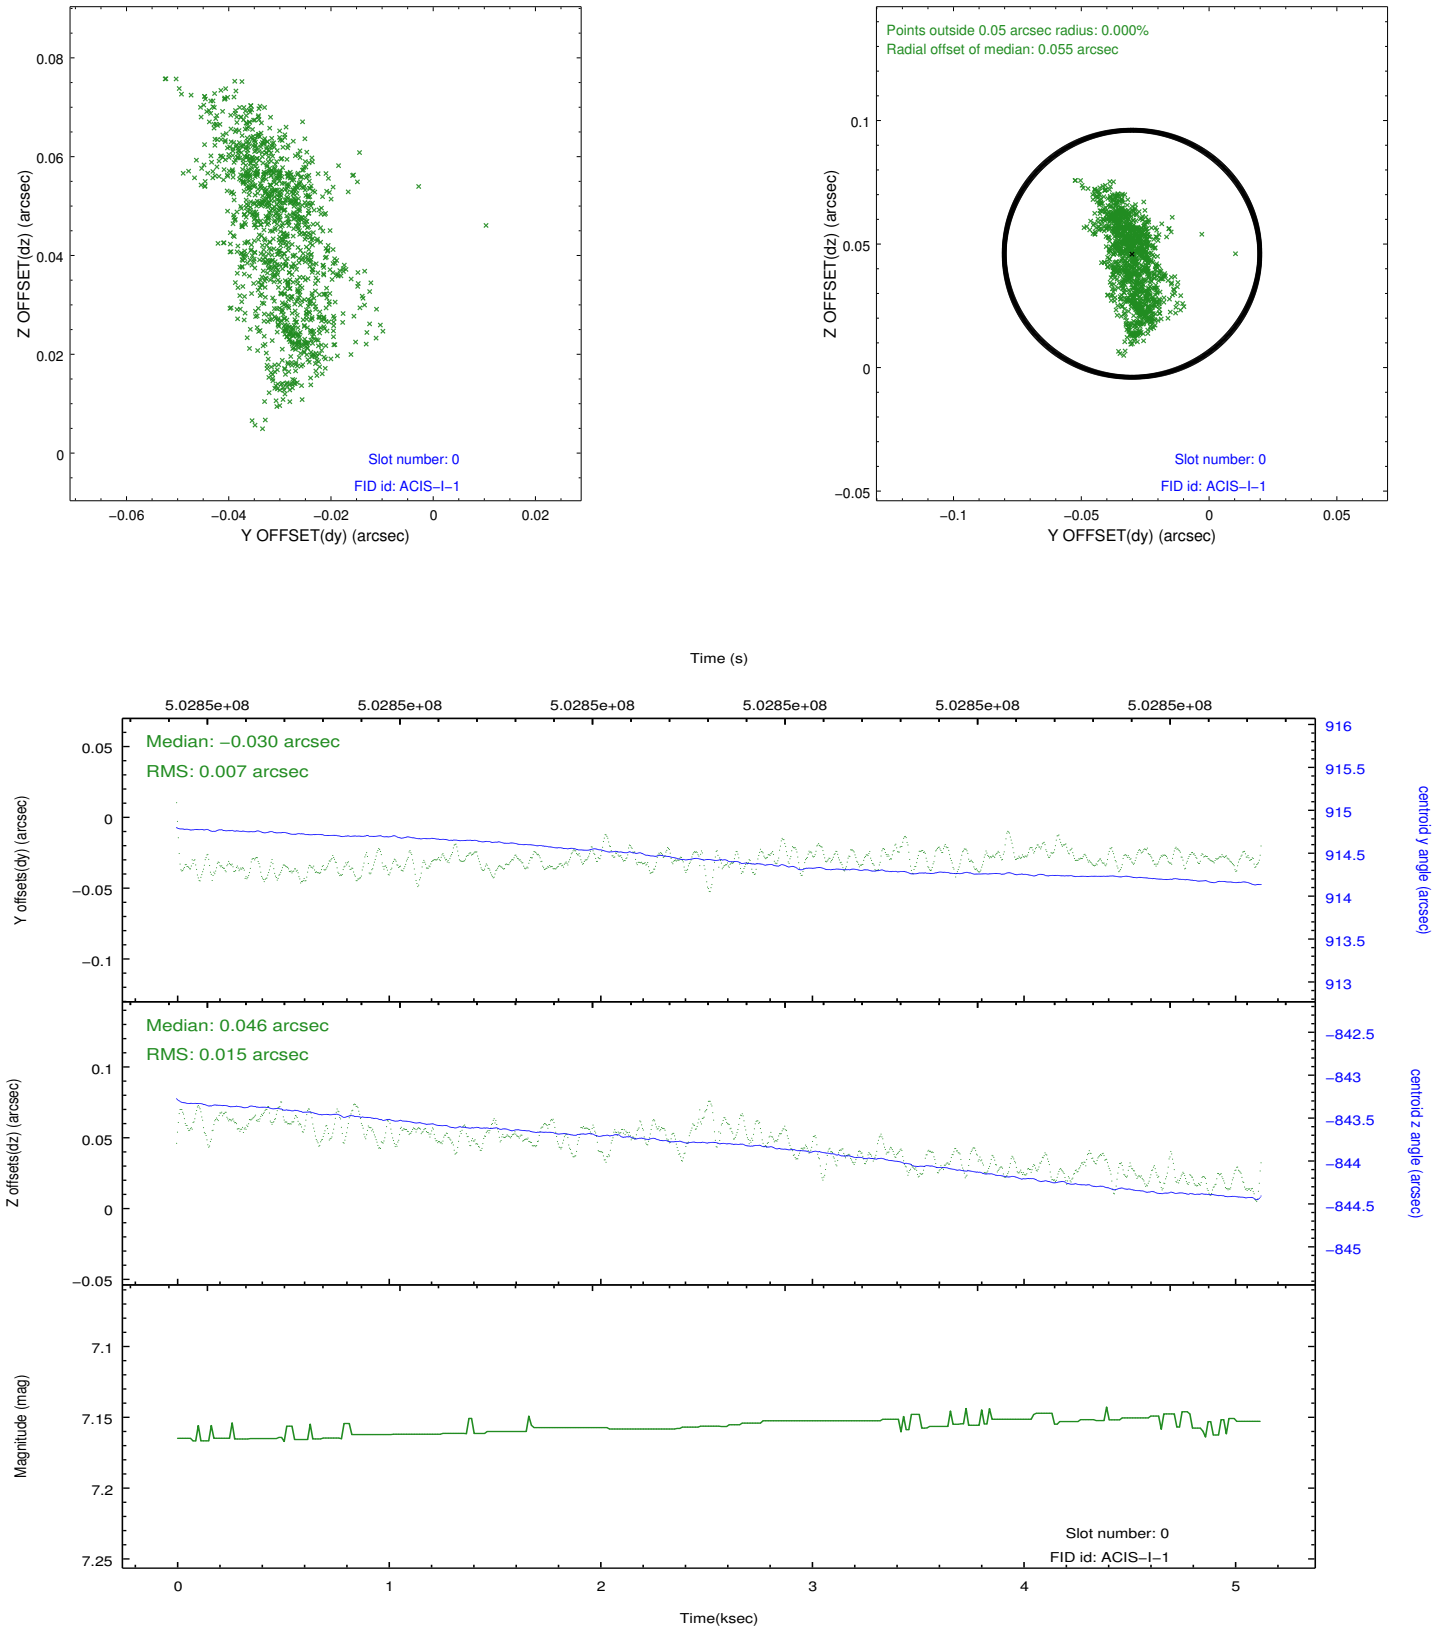 0.08
0.06
0.04
0.02
0
Z OFFSET(dz) (arcsec)
Slot number: 0
FID id: ACIS−I−1
−0.06 −0.04 −0.02 0 0.02
Y OFFSET(dy) (arcsec)
Points outside 0.05 arcsec radius: 0.000%
Radial offset of median: 0.055 arcsec
0.1
0.05
0
−0.05
Z OFFSET(dz) (arcsec)
Slot number: 0
FID id: ACIS−I−1
−0.1 −0.05 0 0.05
Y OFFSET(dy) (arcsec)
Time (s)
5.0285e+08 5.0285e+08 5.0285e+08 5.0285e+08 5.0285e+08 5.0285e+08
Median: −0.030 arcsec
RMS: 0.007 arcsec
0.05
0
−0.05
−0.1
Y offsets(dy) (arcsec)
916
915.5
915
914.5
914
913.5
913
centroid y angle (arcsec)
Median: 0.046 arcsec
RMS: 0.015 arcsec
0.1
0.05
0
−0.05
Z offsets(dz) (arcsec)
−842.5
−843
−843.5
−844
−844.5
−845
centroid z angle (arcsec)
7.1
7.15
7.2
7.25
Magnitude (mag)
Slot number: 0
FID id: ACIS−I−1
0 1 2 3 4 5
Time(ksec)